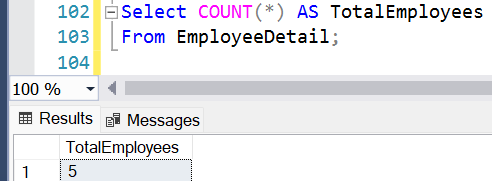 102 Select COUNT(*) AS TotalEmployees
103 From EmployeeDetail;
104
100 %
Results Messages
TotalEmployees
1 5